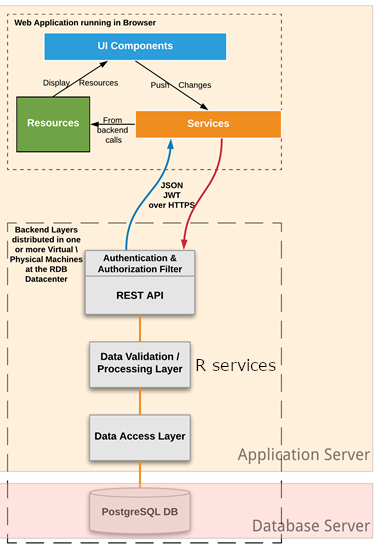 Web Application running in Browser
UI Components
Display Resources
Push Changes
Resources
From
backend
calls
Services
JSON
JWT
over HTTPS
Backend Layers
distributed in one
or more Virtual \
Physical Machines
at the RDB
Datacenter
Authentication &
Authorization Filter
REST API
Data Validation /
Processing Layer
R services
Data Access Layer
Application Server
PostgreSQL DB
Database Server